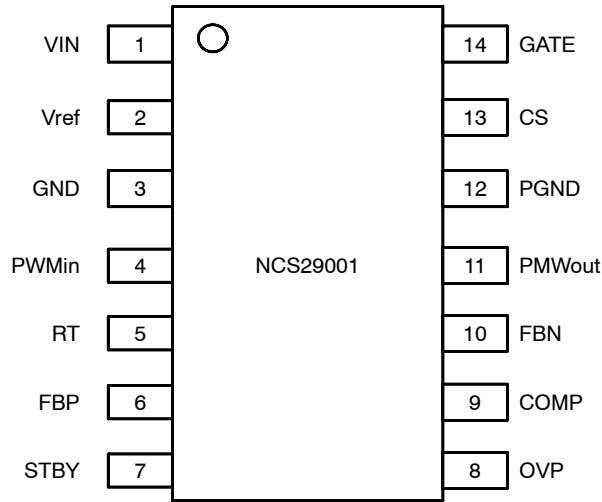 VIN 1 14 GATE
Vref 2 13 CS
GND 3 12 PGND
PWMin 4 NCS29001 11 PMWout
RT 5 10 FBN
FBP 6 9 COMP
STBY 7 8 OVP